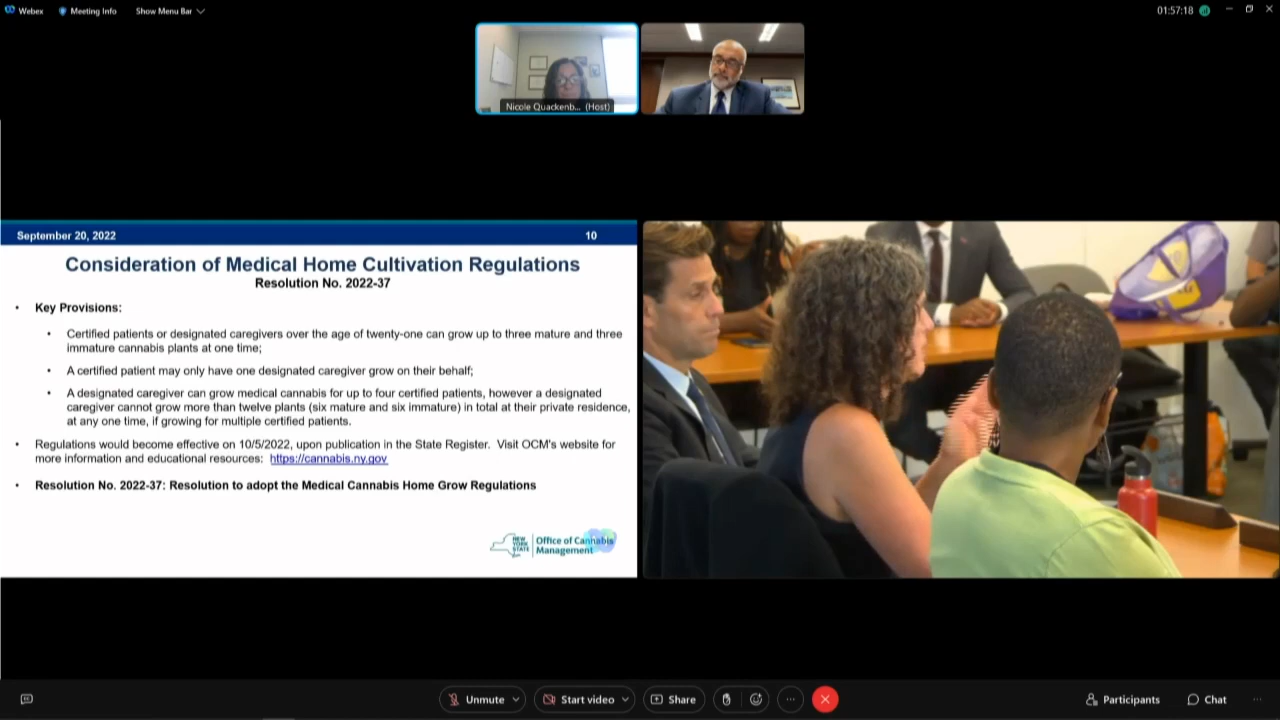 Webex
Meeting Info
Show Menu Bar
01:57:18
Nicole Quackenb... (Host)
September 20, 2022
10
Consideration of Medical Home Cultivation Regulations
Resolution No. 2022-37
• Key Provisions:
• Certified patients or designated caregivers over the age of twenty-one can grow up to three mature and three
immature cannabis plants at one time;
• A certified patient may only have one designated caregiver grow on their behalf;
• A designated caregiver can grow medical cannabis for up to four certified patients, however a designated
caregiver cannot grow more than twelve plants (six mature and six immature) in total at their private residence,
at any one time, if growing for multiple certified patients.
• Regulations would become effective on 10/5/2022, upon publication in the State Register. Visit OCM's website for
more information and educational resources: https://cannabis.ny.gov
• Resolution No. 2022-37: Resolution to adopt the Medical Cannabis Home Grow Regulations
NEW
YORK
STATE
Office of Cannabis
Management
Unmute
Start video
Share
Participants
Chat